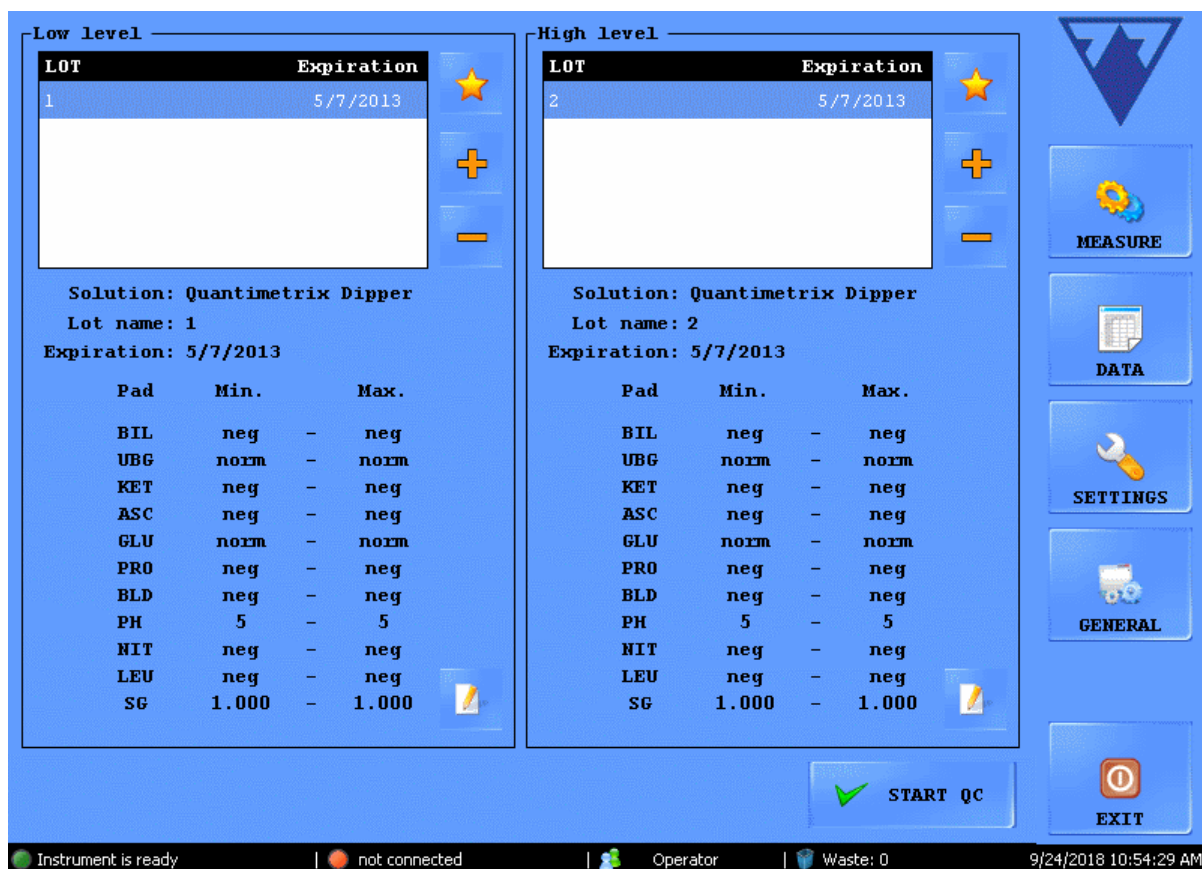 Low level
LOT Expiration
1 5/7/2013
Solution: Quantimetrix Dipper
Lot name: 1
Expiration: 5/7/2013
Pad Min. Max.
BIL neg - neg
UBG norm - norm
KET neg - neg
ASC neg - neg
GLU norm - norm
PRO neg - neg
BLD neg - neg
PH 5 - 5
NIT neg - neg
LEU neg - neg
SG 1.000 - 1.000
High level
LOT Expiration
2 5/7/2013
Solution: Quantimetrix Dipper
Lot name: 2
Expiration: 5/7/2013
Pad Min. Max.
BIL neg - neg
UBG norm - norm
KET neg - neg
ASC neg - neg
GLU norm - norm
PRO neg - neg
BLD neg - neg
PH 5 - 5
NIT neg - neg
LEU neg - neg
SG 1.000 - 1.000
START QC
MEASURE
DATA
SETTINGS
GENERAL
EXIT
Instrument is ready | not connected | Operator | Waste: 0 9/24/2018 10:54:29 AM